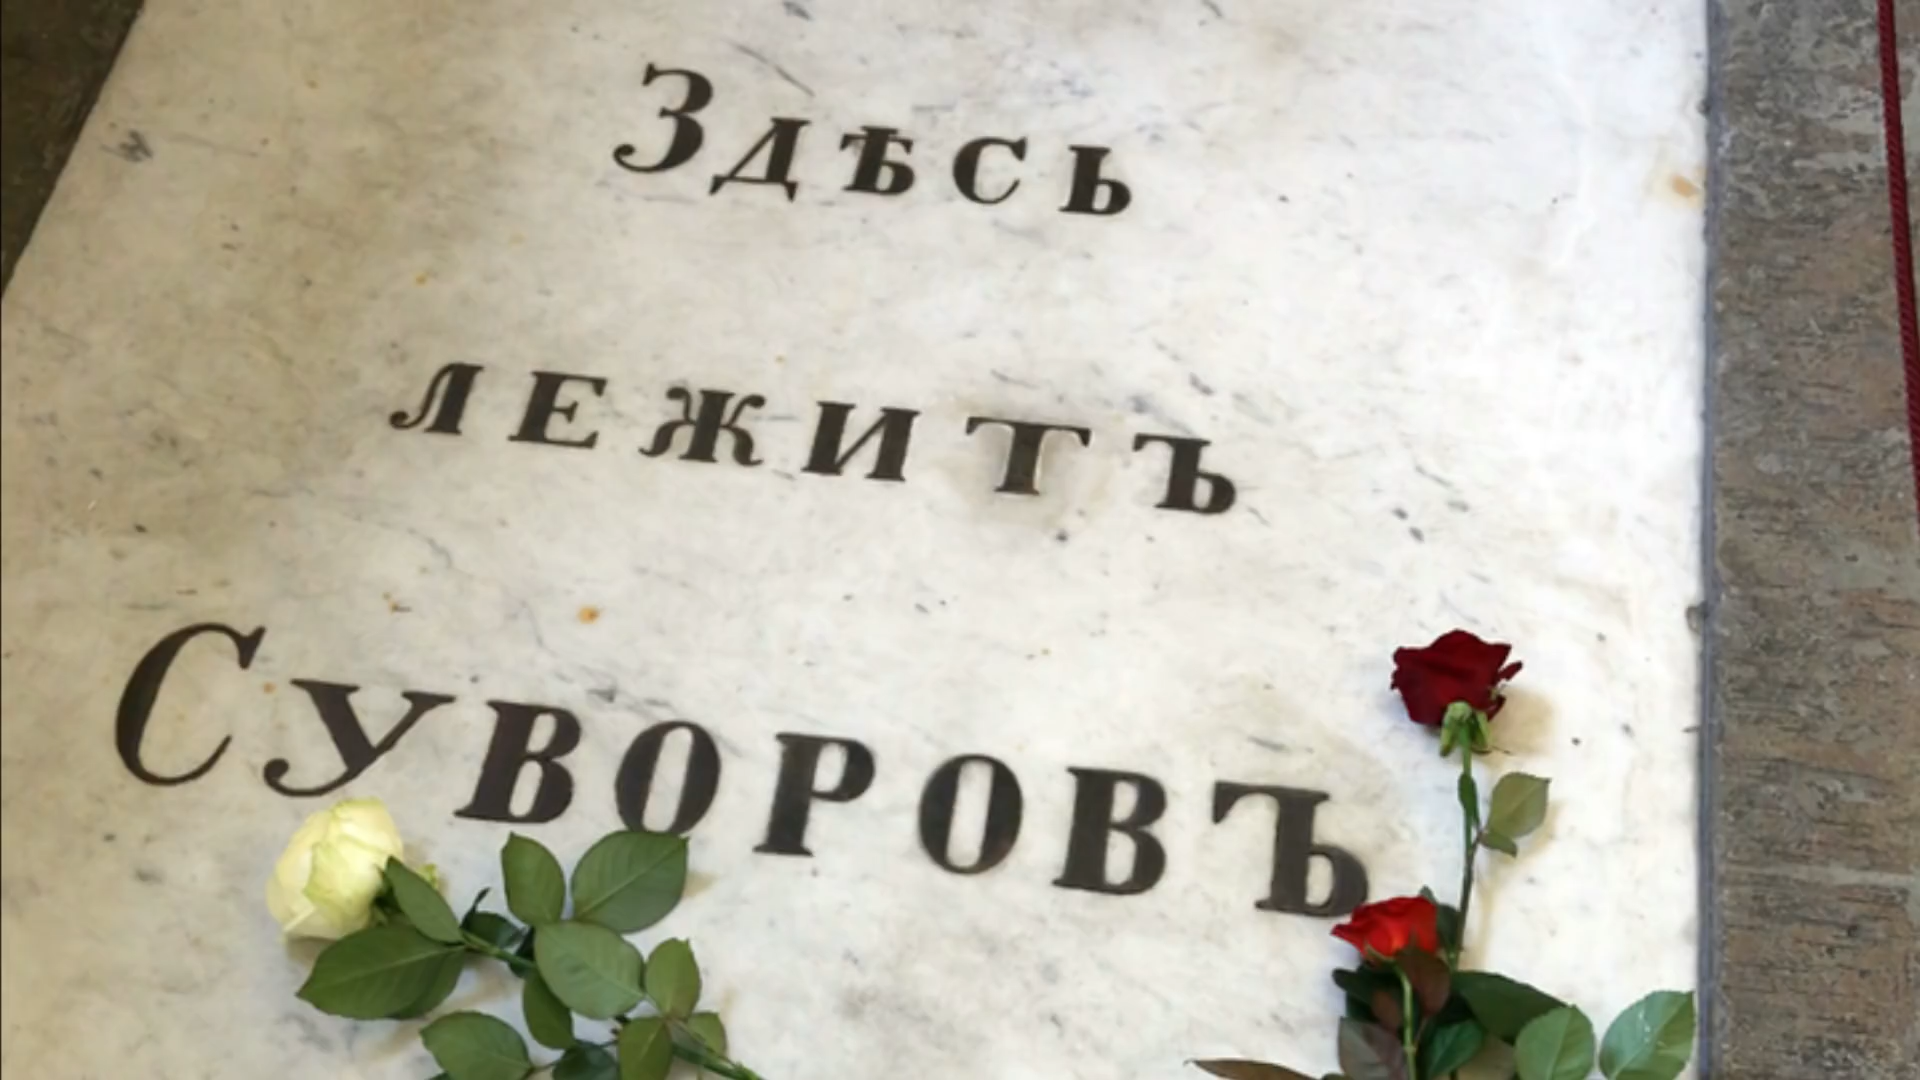 Здѣсь
лежитъ
Суворовъ